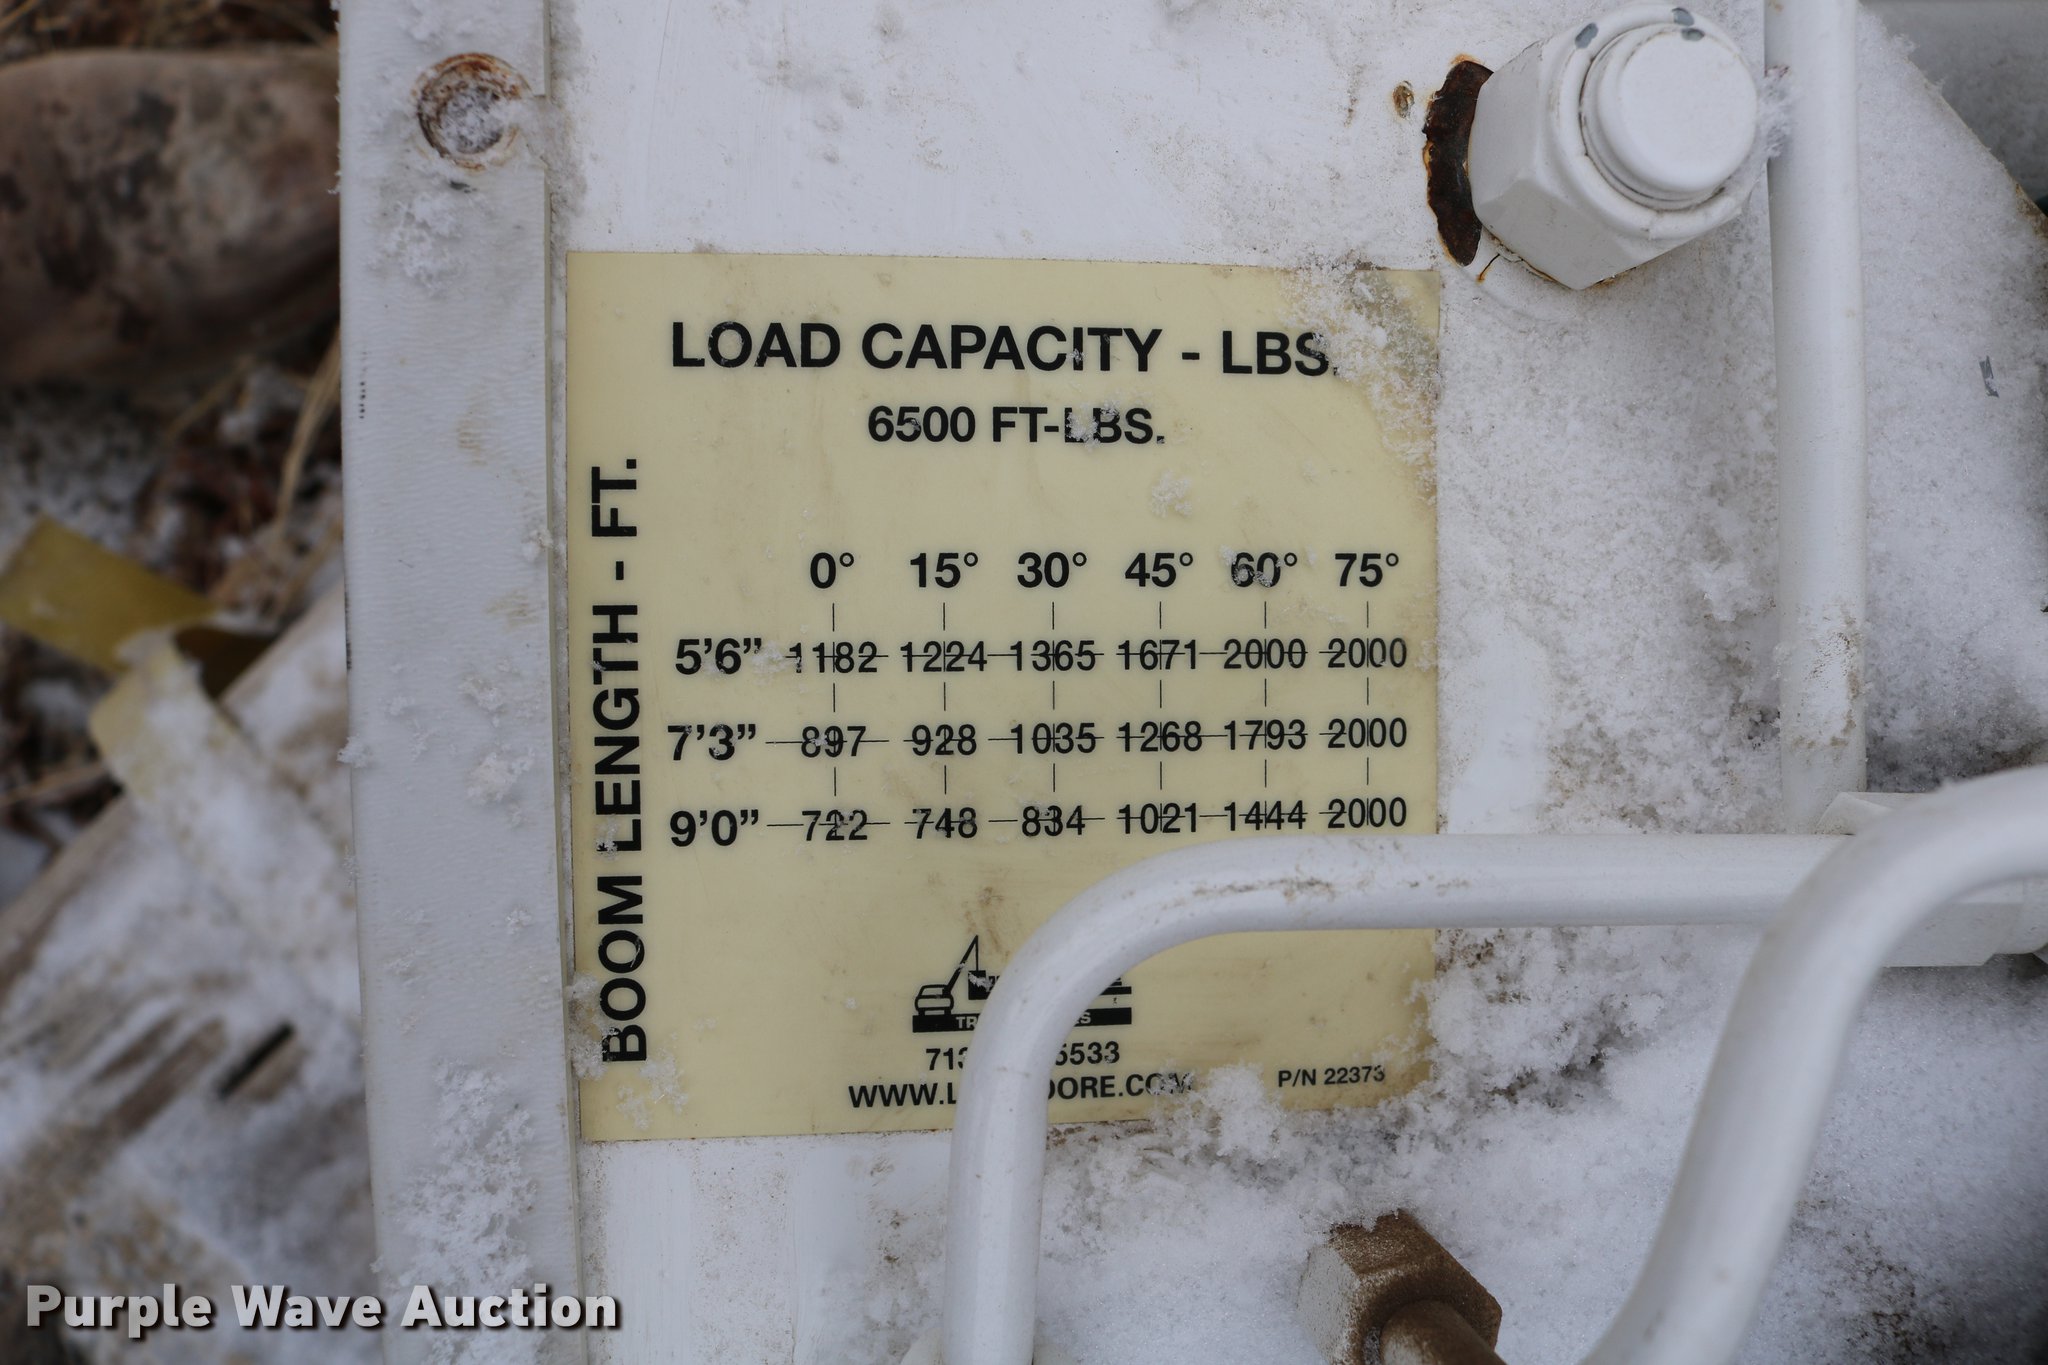 LOAD CAPACITY - LBS.
6500 FT-LBS.
BOOM LENGTH - FT.
0° 15° 30° 45° 60° 75°
5'6" 1182 1224 1365 1671 2000 2000
7'3" 897 928 1035 1268 1793 2000
9'0" 722 748 834 1021 1444 2000
P/N 22373
Purple Wave Auction